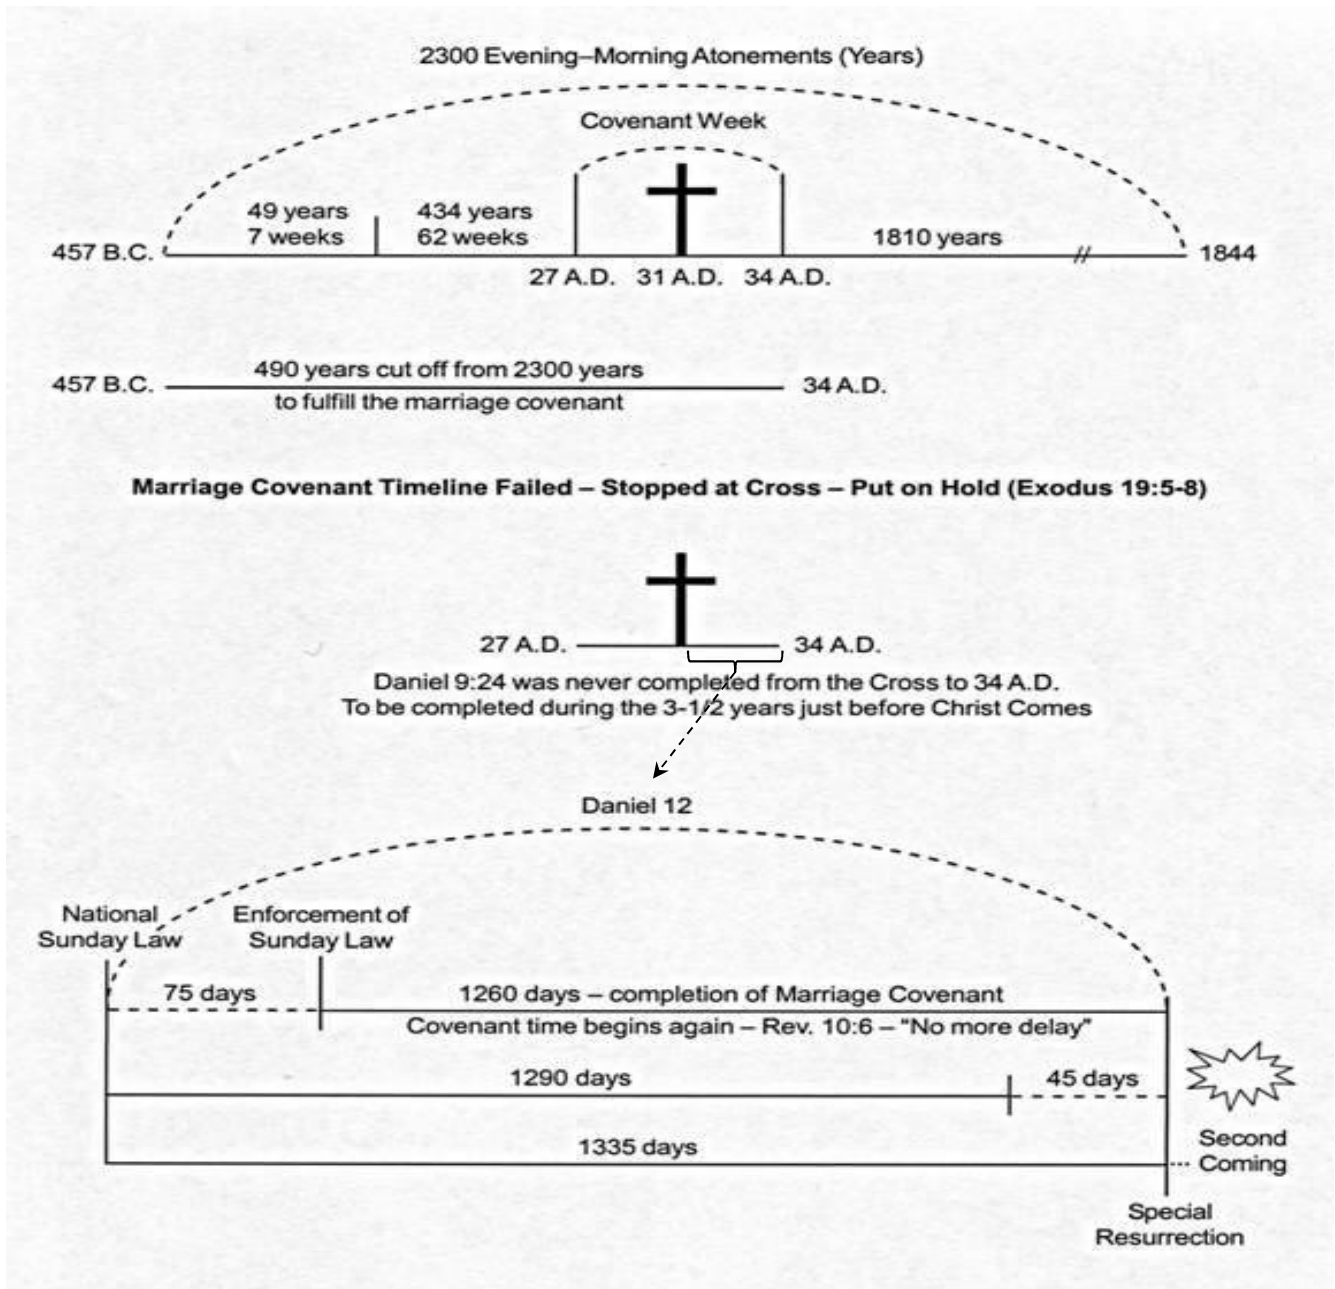 2300 Evening–Morning Atonements (Years)
Covenant Week
49 years
7 weeks
434 years
62 weeks
1810 years
457 B.C.
1844
27 A.D.
31 A.D.
34 A.D.
490 years cut off from 2300 years
457 B.C.
34 A.D.
to fulfill the marriage covenant
Marriage Covenant Timeline Failed – Stopped at Cross – Put on Hold (Exodus 19:5-8)
27 A.D.
34 A.D.
Daniel 9:24 was never completed from the Cross to 34 A.D.
To be completed during the 3-1/2 years just before Christ Comes
Daniel 12
National
Sunday Law
Enforcement of
Sunday Law
75 days
1260 days – completion of Marriage Covenant
Covenant time begins again – Rev. 10:6 – “No more delay”
1290 days
45 days
1335 days
Second
Coming
Special
Resurrection